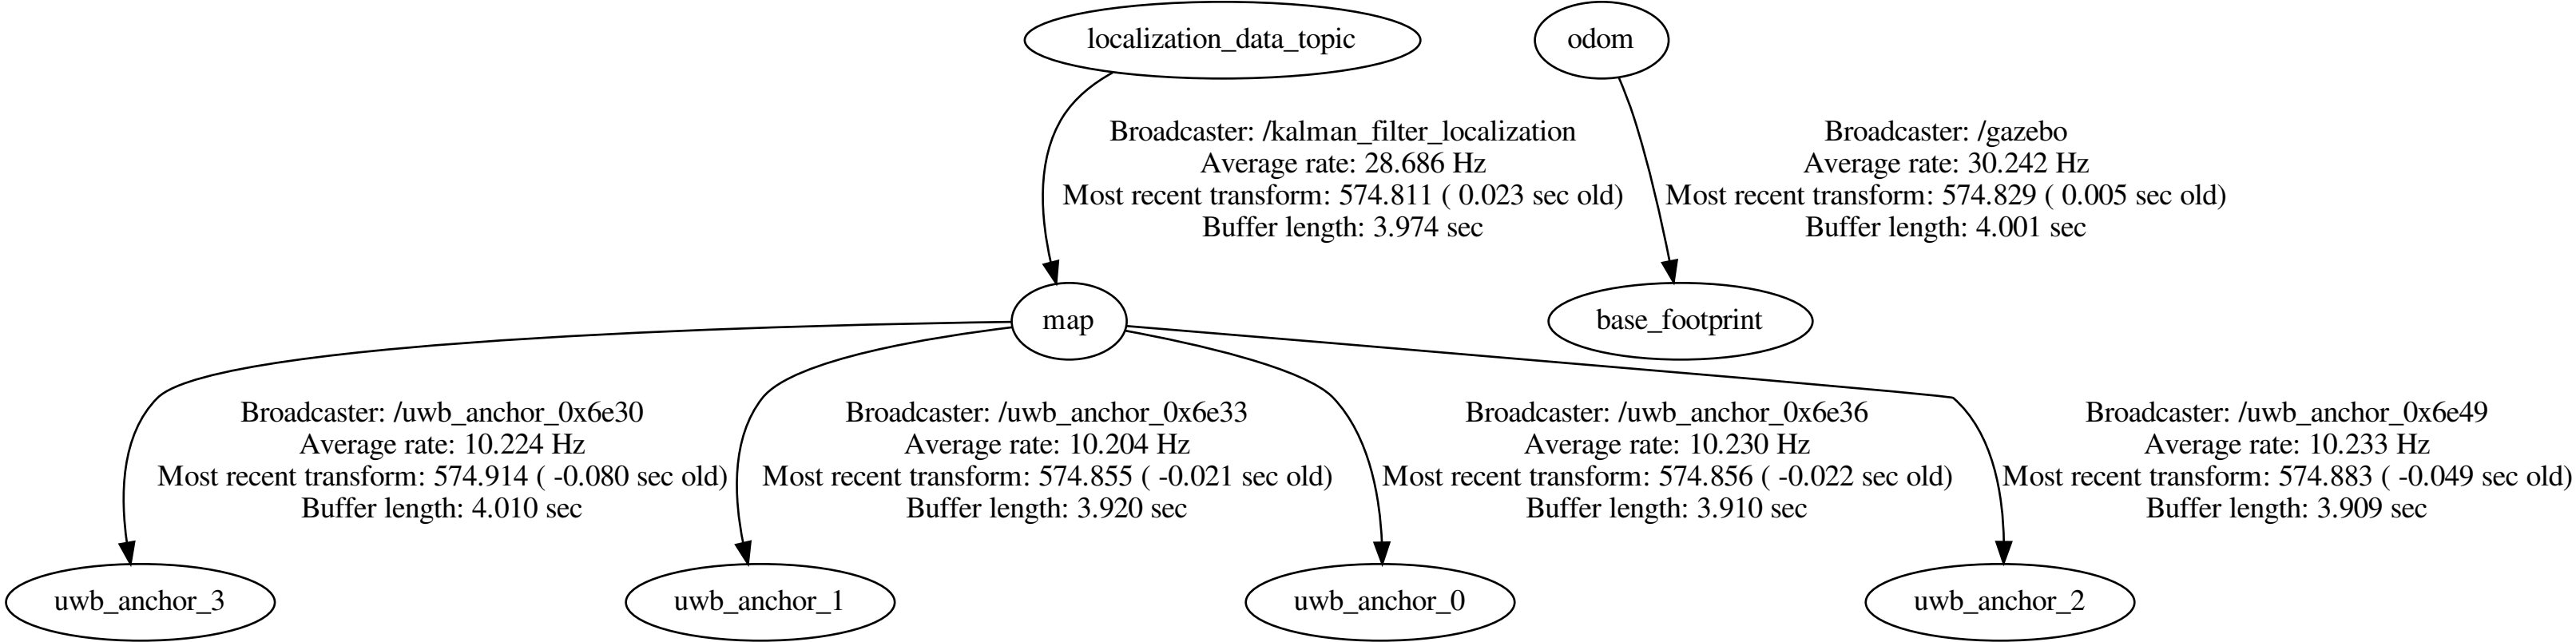 localization_data_topic
odom
Broadcaster: /kalman_filter_localization
Average rate: 28.686 Hz
Most recent transform: 574.811 ( 0.023 sec old)
Buffer length: 3.974 sec
Broadcaster: /gazebo
Average rate: 30.242 Hz
Most recent transform: 574.829 ( 0.005 sec old)
Buffer length: 4.001 sec
map
base_footprint
Broadcaster: /uwb_anchor_0x6e30
Average rate: 10.224 Hz
Most recent transform: 574.914 ( -0.080 sec old)
Buffer length: 4.010 sec
Broadcaster: /uwb_anchor_0x6e33
Average rate: 10.204 Hz
Most recent transform: 574.855 ( -0.021 sec old)
Buffer length: 3.920 sec
Broadcaster: /uwb_anchor_0x6e36
Average rate: 10.230 Hz
Most recent transform: 574.856 ( -0.022 sec old)
Buffer length: 3.910 sec
Broadcaster: /uwb_anchor_0x6e49
Average rate: 10.233 Hz
Most recent transform: 574.883 ( -0.049 sec old)
Buffer length: 3.909 sec
uwb_anchor_3
uwb_anchor_1
uwb_anchor_0
uwb_anchor_2